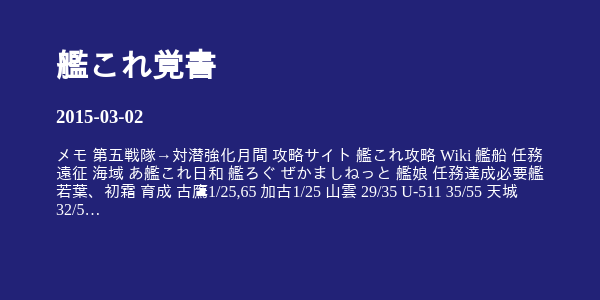 艦これ覚書
2015-03-02
メモ 第五戦隊→対潜強化月間 攻略サイト 艦これ攻略 Wiki 艦船 任務
遠征 海域 あ艦これ日和 艦ろぐ ぜかましねっと 艦娘 任務達成必要艦
若葉、初霜 育成 古鷹1/25,65 加古1/25 山雲 29/35 U-511 35/55 天城
32/5…